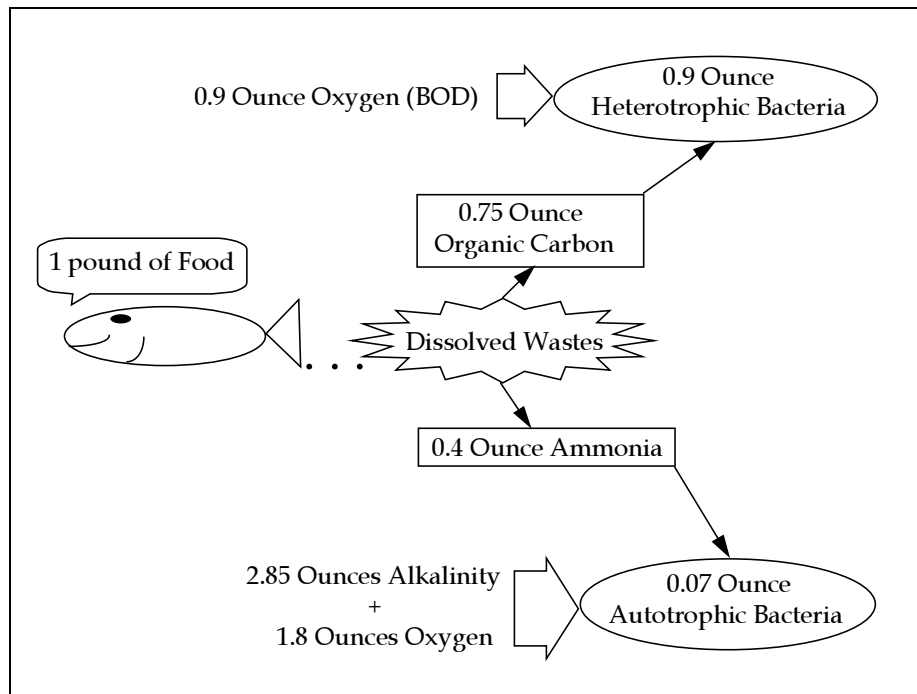 0.9 Ounce Oxygen (BOD)
0.9 Ounce
Heterotrophic Bacteria
0.75 Ounce
Organic Carbon
1 pound of Food
Dissolved Wastes
0.4 Ounce Ammonia
2.85 Ounces Alkalinity
+
1.8 Ounces Oxygen
0.07 Ounce
Autotrophic Bacteria